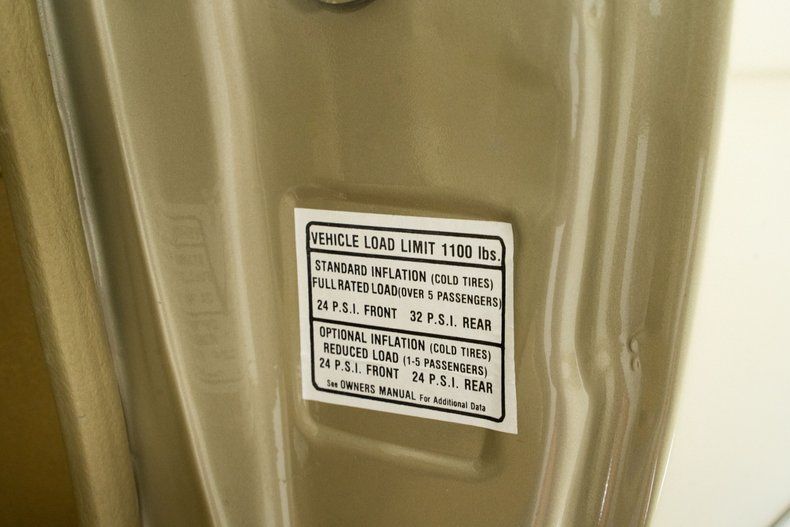 VEHICLE LOAD LIMIT 1100 lbs.
STANDARD INFLATION (COLD TIRES)
FULL RATED LOAD (OVER 5 PASSENGERS)
24 P.S.I. FRONT 32 P.S.I. REAR
OPTIONAL INFLATION (COLD TIRES)
REDUCED LOAD (1-5 PASSENGERS)
24 P.S.I. FRONT 24 P.S.I. REAR
See OWNERS MANUAL For Additional Data